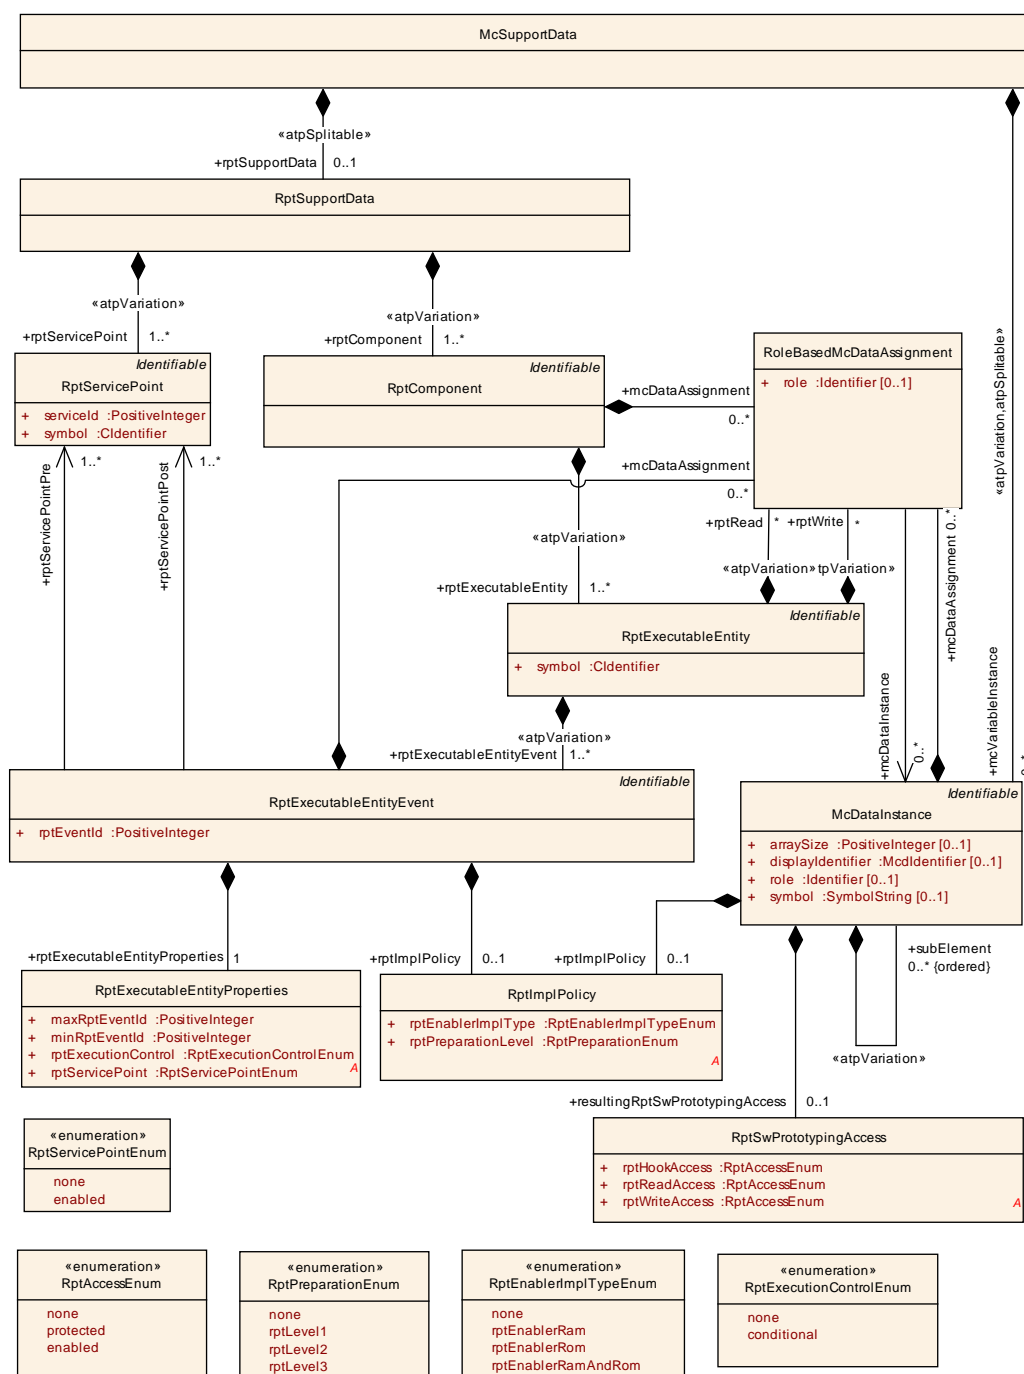 McSupportData
«atpSplitable»
+rptSupportData 0..1
RptSupportData
«atpVariation»
+rptServicePoint 1..*
«atpVariation»
+rptComponent 1..*
Identifiable
RptServicePoint
+ serviceId :PositiveInteger
+ symbol :CIdentifier
Identifiable
RptComponent
+mcDataAssignment
0..*
RoleBasedMcDataAssignment
+ role :Identifier [0..1]
«atpVariation,atpSplitable»
+rptServicePointPre
1..*
+rptServicePointPost
1..*
+mcDataAssignment
0..*
+rptRead *
+rptWrite *
«atpVariation»
«atpVariation»
tpVariation»
+mcDataAssignment 0..*
+rptExecutableEntity 1..*
Identifiable
RptExecutableEntity
+ symbol :CIdentifier
+mcDataInstance
0..*
+mcVariableInstance
0..*
«atpVariation»
+rptExecutableEntityEvent 1..*
Identifiable
RptExecutableEntityEvent
+ rptEventId :PositiveInteger
Identifiable
McDataInstance
+ arraySize :PositiveInteger [0..1]
+ displayIdentifier :McdIdentifier [0..1]
+ role :Identifier [0..1]
+ symbol :SymbolString [0..1]
+rptExecutableEntityProperties 1
+rptImplPolicy 0..1
+rptImplPolicy 0..1
+subElement
0..* {ordered}
«atpVariation»
RptExecutableEntityProperties
+ maxRptEventId :PositiveInteger
+ minRptEventId :PositiveInteger
+ rptExecutionControl :RptExecutionControlEnum
+ rptServicePoint :RptServicePointEnum
A
RptImplPolicy
+ rptEnablerImplType :RptEnablerImplTypeEnum
+ rptPreparationLevel :RptPreparationEnum
A
+resultingRptSwPrototypingAccess 0..1
RptSwPrototypingAccess
+ rptHookAccess :RptAccessEnum
+ rptReadAccess :RptAccessEnum
+ rptWriteAccess :RptAccessEnum
A
«enumeration»
RptServicePointEnum
none
enabled
«enumeration»
RptAccessEnum
none
protected
enabled
«enumeration»
RptPreparationEnum
none
rptLevel1
rptLevel2
rptLevel3
«enumeration»
RptEnablerImplTypeEnum
none
rptEnablerRam
rptEnablerRom
rptEnablerRamAndRom
«enumeration»
RptExecutionControlEnum
none
conditional